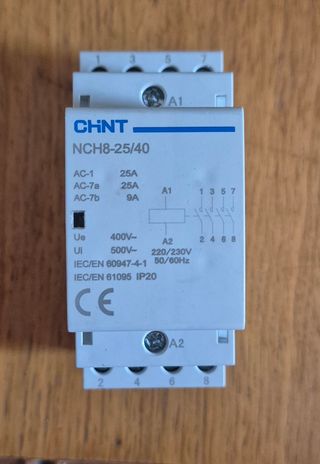 1 3 5 7
A1
CHNT
NCH8-25/40
AC-1 25A
AC-7a 25A
AC-7b 9A
A1 1 3 5 7
A2 2 4 6 8
Ue 400V~
Ui 500V~ 220/230V
IEC/EN 60947-4-1 50/60Hz
IEC/EN 61095 IP20
CE
A2
2 4 6 8